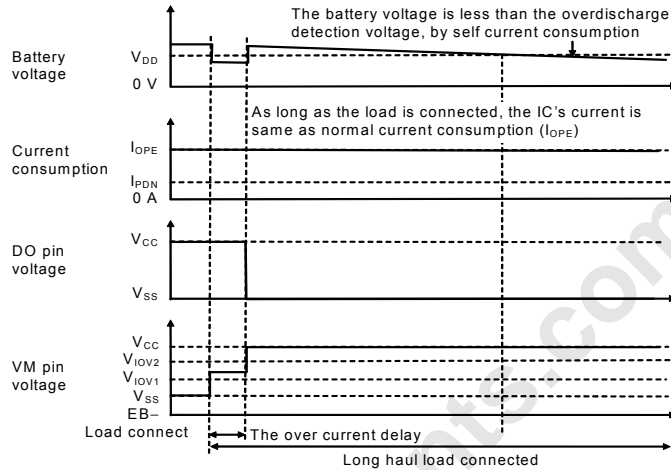 The battery voltage is less than the overdischarge
detection voltage, by self current consumption
Battery
voltage
VDD
0 V
As long as the load is connected, the IC's current is
same as normal current consumption (IOPE)
Current
consumption
IOPE
IPDN
0 A
DO pin
voltage
VCC
VSS
VM pin
voltage
VCC
VIOV2
VIOV1
VSS
EB−
Load connect
The over current delay
Long haul load connected
nts.com